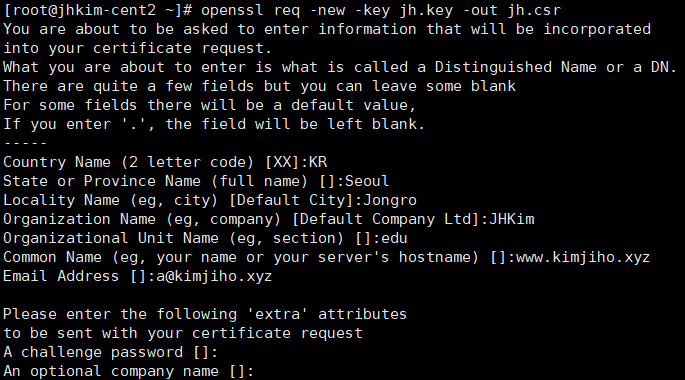 [root@jhkim-cent2 ~]# openssl req -new -key jh.key -out jh.csr
You are about to be asked to enter information that will be incorporated
into your certificate request.
What you are about to enter is what is called a Distinguished Name or a DN.
There are quite a few fields but you can leave some blank
For some fields there will be a default value,
If you enter '.', the field will be left blank.
-----
Country Name (2 letter code) [XX]:KR
State or Province Name (full name) []:Seoul
Locality Name (eg, city) [Default City]:Jongro
Organization Name (eg, company) [Default Company Ltd]:JHKim
Organizational Unit Name (eg, section) []:edu
Common Name (eg, your name or your server's hostname) []:www.kimjiho.xyz
Email Address []:a@kimjiho.xyz

Please enter the following 'extra' attributes
to be sent with your certificate request
A challenge password []:
An optional company name []: